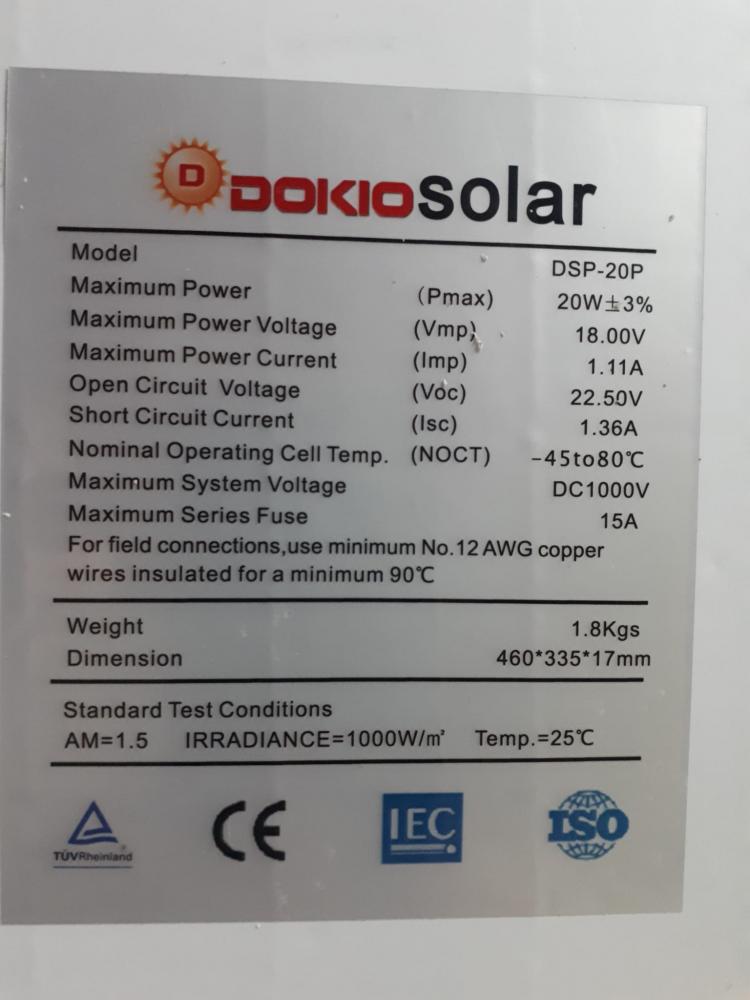 D DOKIO solar
Model DSP-20P
Maximum Power (Pmax) 20W±3%
Maximum Power Voltage (Vmp) 18.00V
Maximum Power Current (Imp) 1.11A
Open Circuit Voltage (Voc) 22.50V
Short Circuit Current (Isc) 1.36A
Nominal Operating Cell Temp. (NOCT) -45to80℃
Maximum System Voltage DC1000V
Maximum Series Fuse 15A
For field connections,use minimum No.12 AWG copper
wires insulated for a minimum 90℃
Weight 1.8Kgs
Dimension 460*335*17mm
Standard Test Conditions
AM=1.5 IRRADIANCE=1000W/m² Temp.=25℃
TÜVRheinland CE IEC ISO